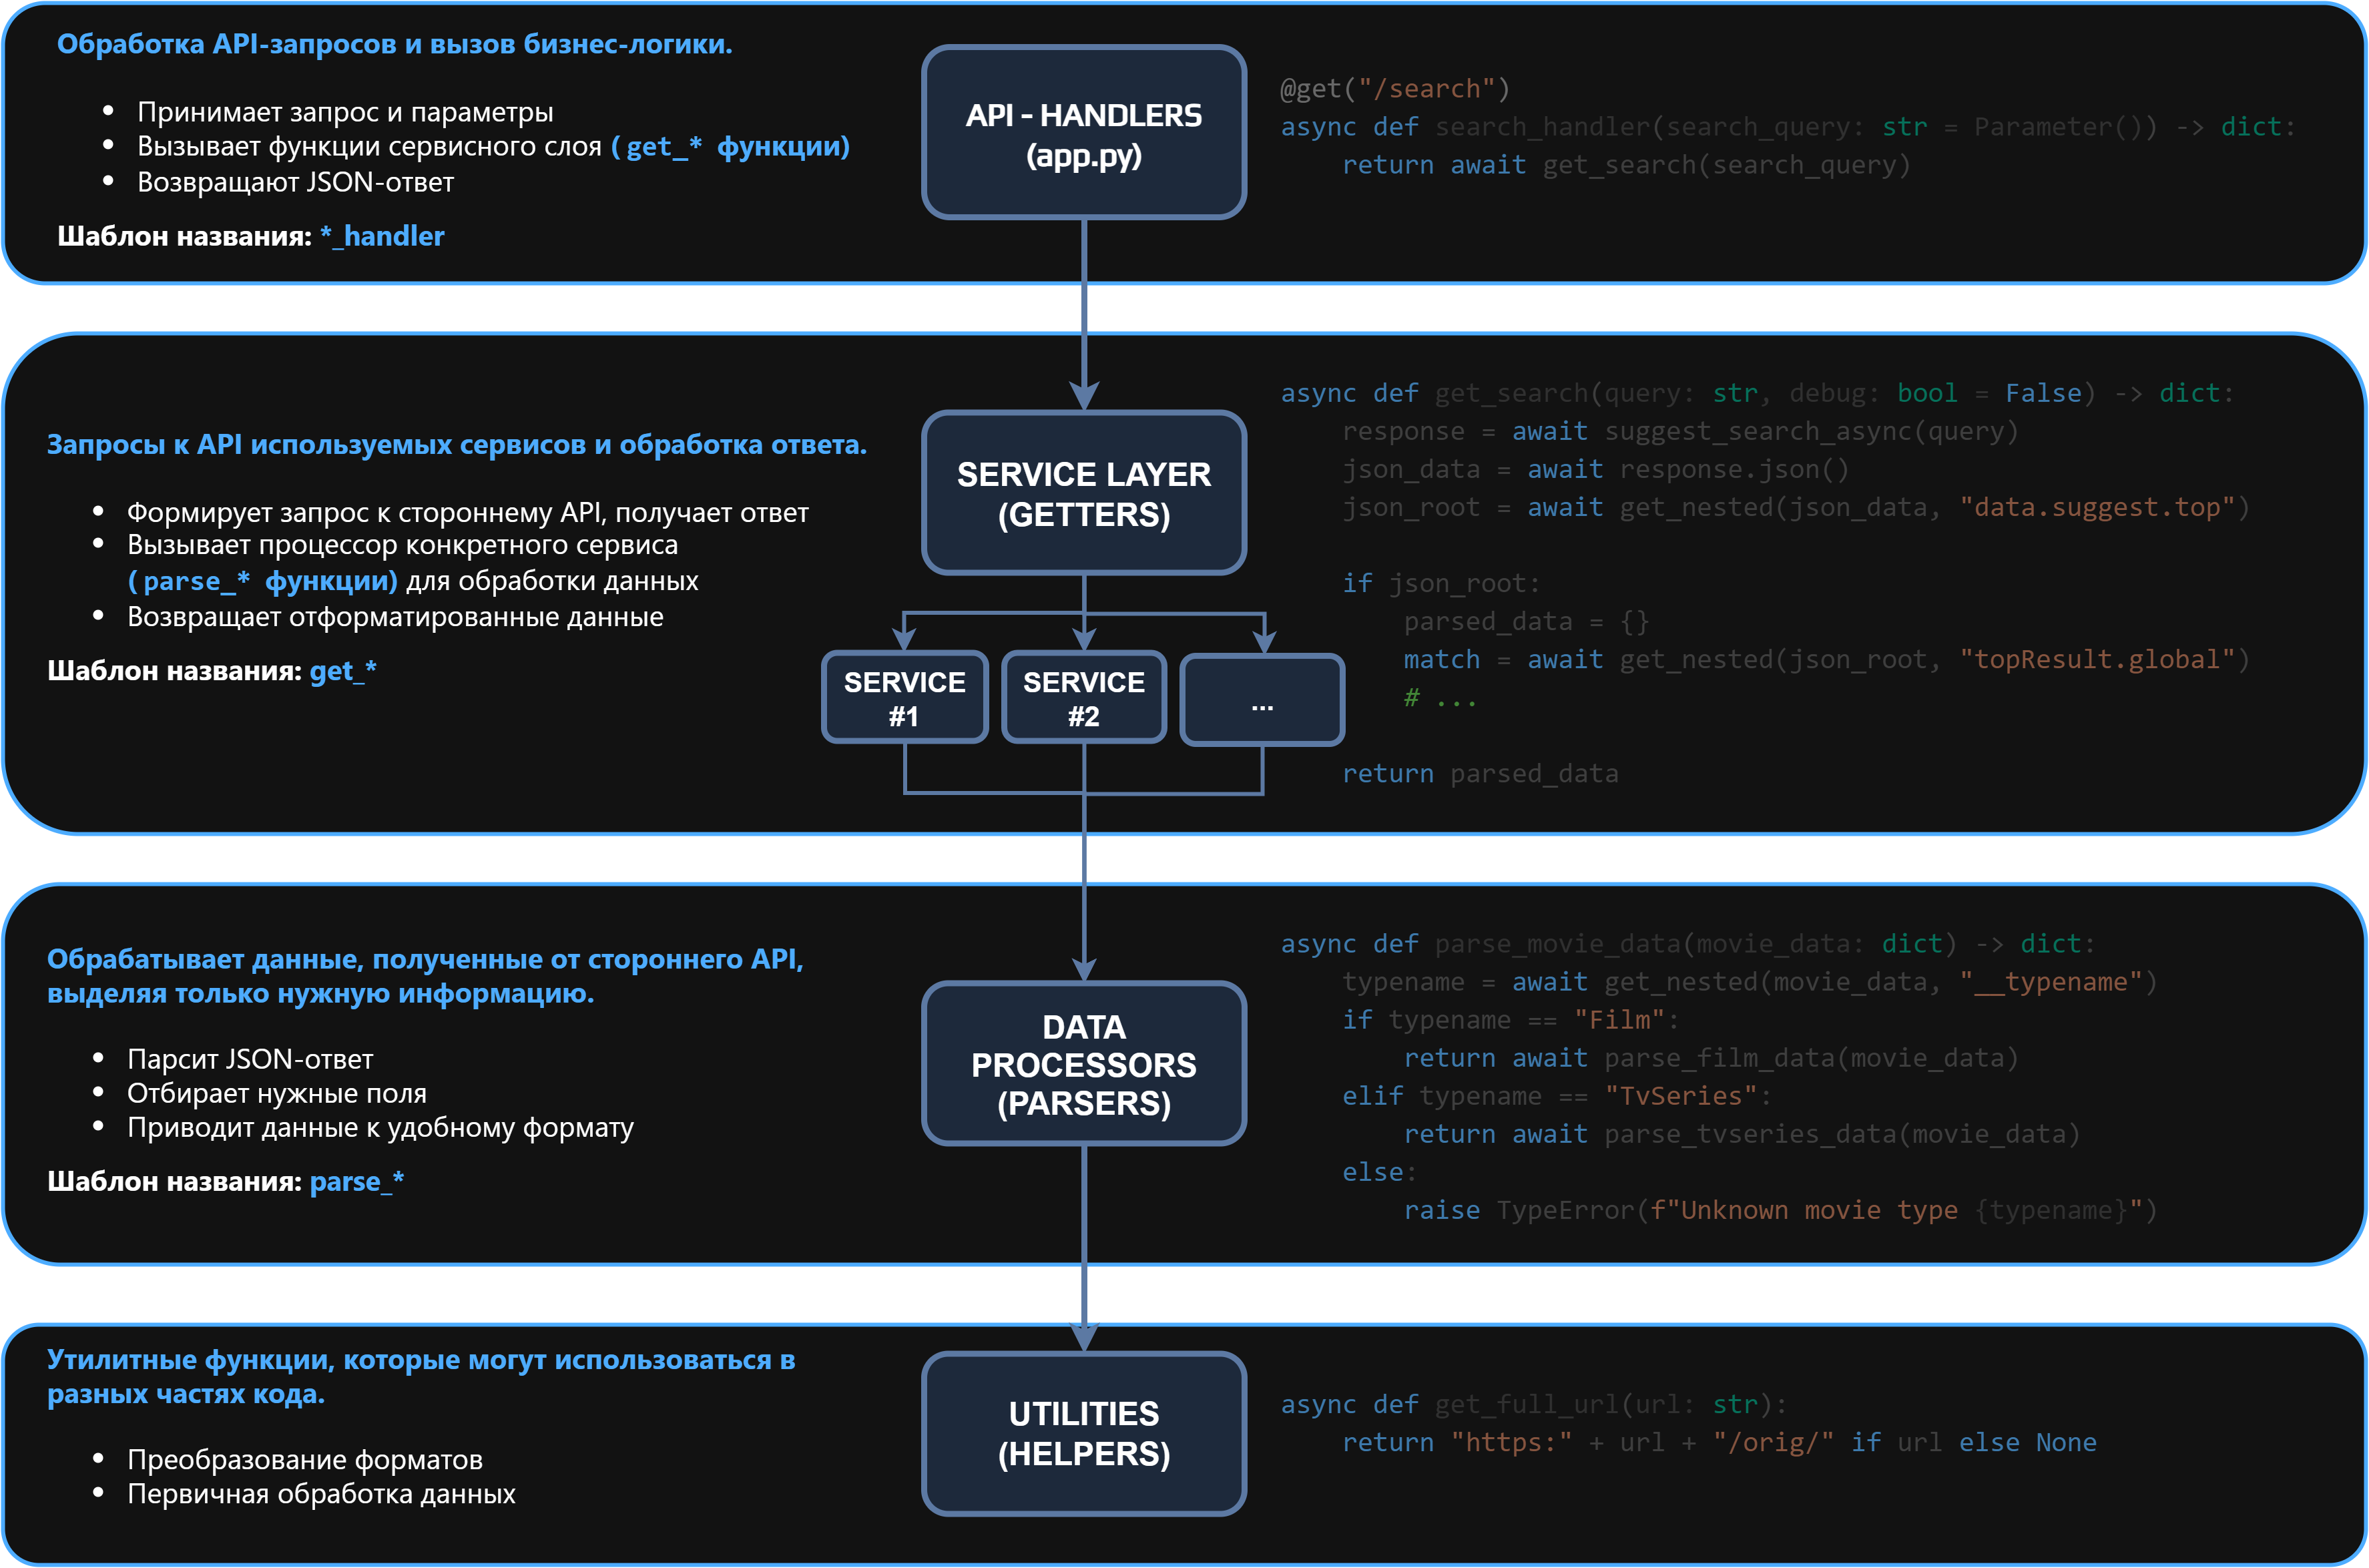 Обработка API-запросов и вызов бизнес-логики.
• Принимает запрос и параметры
• Вызывает функции сервисного слоя (get_* функции)
• Возвращают JSON-ответ
Шаблон названия: *_handler
API - HANDLERS
(app.py)
@get("/search")
async def search_handler(search_query: str = Parameter()) -> dict:
    return await get_search(search_query)
Запросы к API используемых сервисов и обработка ответа.
• Формирует запрос к стороннему API, получает ответ
• Вызывает процессор конкретного сервиса
(parse_* функции) для обработки данных
• Возвращает отформатированные данные
Шаблон названия: get_*
SERVICE LAYER
(GETTERS)
SERVICE
#1
SERVICE
#2
...
async def get_search(query: str, debug: bool = False) -> dict:
    response = await suggest_search_async(query)
    json_data = await response.json()
    json_root = await get_nested(json_data, "data.suggest.top")
    if json_root:
        parsed_data = {}
        match = await get_nested(json_root, "topResult.global")
        # ...
    return parsed_data
Обрабатывает данные, полученные от стороннего API,
выделяя только нужную информацию.
• Парсит JSON-ответ
• Отбирает нужные поля
• Приводит данные к удобному формату
Шаблон названия: parse_*
DATA
PROCESSORS
(PARSERS)
async def parse_movie_data(movie_data: dict) -> dict:
    typename = await get_nested(movie_data, "__typename")
    if typename == "Film":
        return await parse_film_data(movie_data)
    elif typename == "TvSeries":
        return await parse_tvseries_data(movie_data)
    else:
        raise TypeError(f"Unknown movie type {typename}")
Утилитные функции, которые могут использоваться в
разных частях кода.
• Преобразование форматов
• Первичная обработка данных
UTILITIES
(HELPERS)
async def get_full_url(url: str):
    return "https:" + url + "/orig/" if url else None